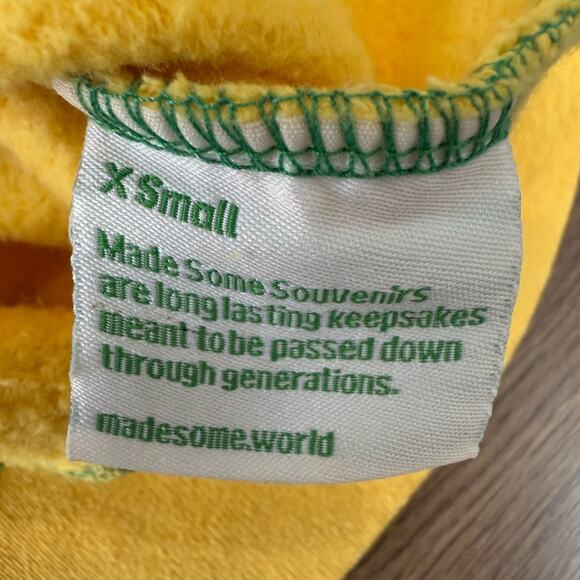 X Small
Made Some Souvenirs
are long lasting keepsakes
meant to be passed down
through generations.
madesome.world